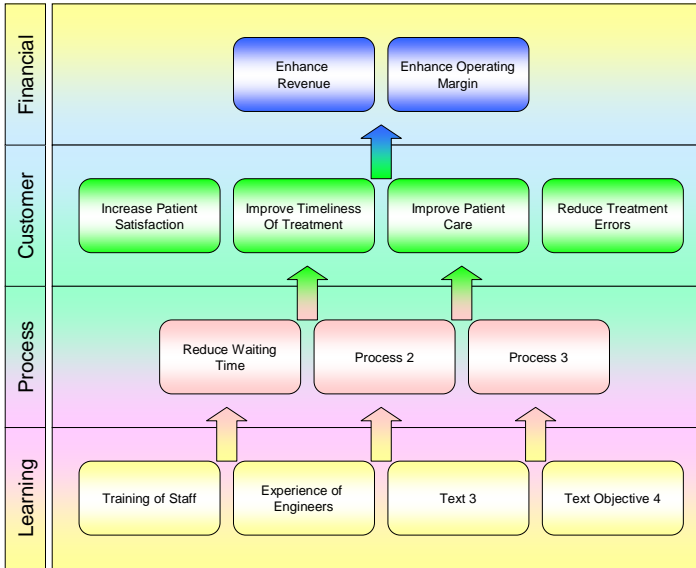 Financial
Enhance
Revenue
Enhance Operating
Margin
Customer
Increase Patient
Satisfaction
Improve Timeliness
Of Treatment
Improve Patient
Care
Reduce Treatment
Errors
Process
Reduce Waiting
Time
Process 2
Process 3
Learning
Training of Staff
Experience of
Engineers
Text 3
Text Objective 4